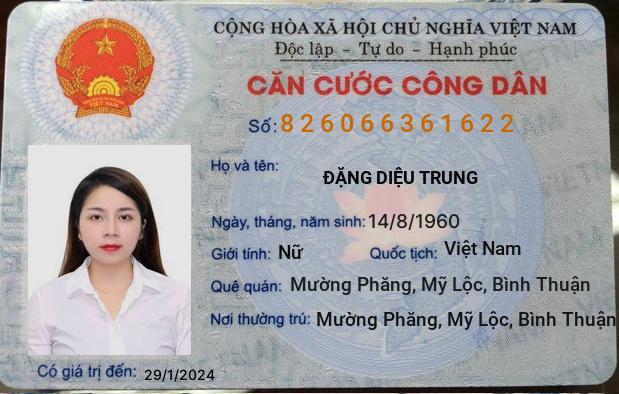 CỘNG HÒA XÃ HỘI CHỦ NGHĨA VIỆT NAM
Độc lập - Tự do - Hạnh phúc
CĂN CƯỚC CÔNG DÂN
Số: 826066361622
Họ và tên:
ĐẶNG DIỆU TRUNG
Ngày, tháng, năm sinh: 14/8/1960
Giới tính: Nữ Quốc tịch: Việt Nam
Quê quán: Mường Phăng, Mỹ Lộc, Bình Thuận
Nơi thường trú: Mường Phăng, Mỹ Lộc, Bình Thuận
Có giá trị đến: 29/1/2024
VIỆT NAM